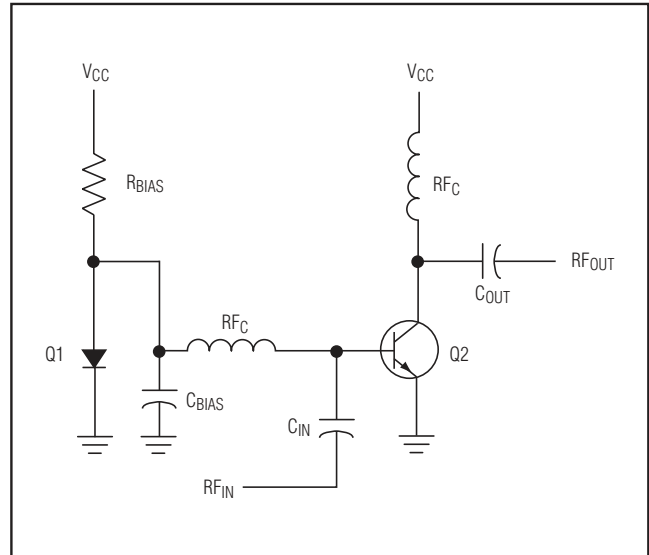 VCC
VCC
RBIAS
RFC
RFOUT
COUT
RFC
Q1
Q2
CBIAS
CIN
RFIN